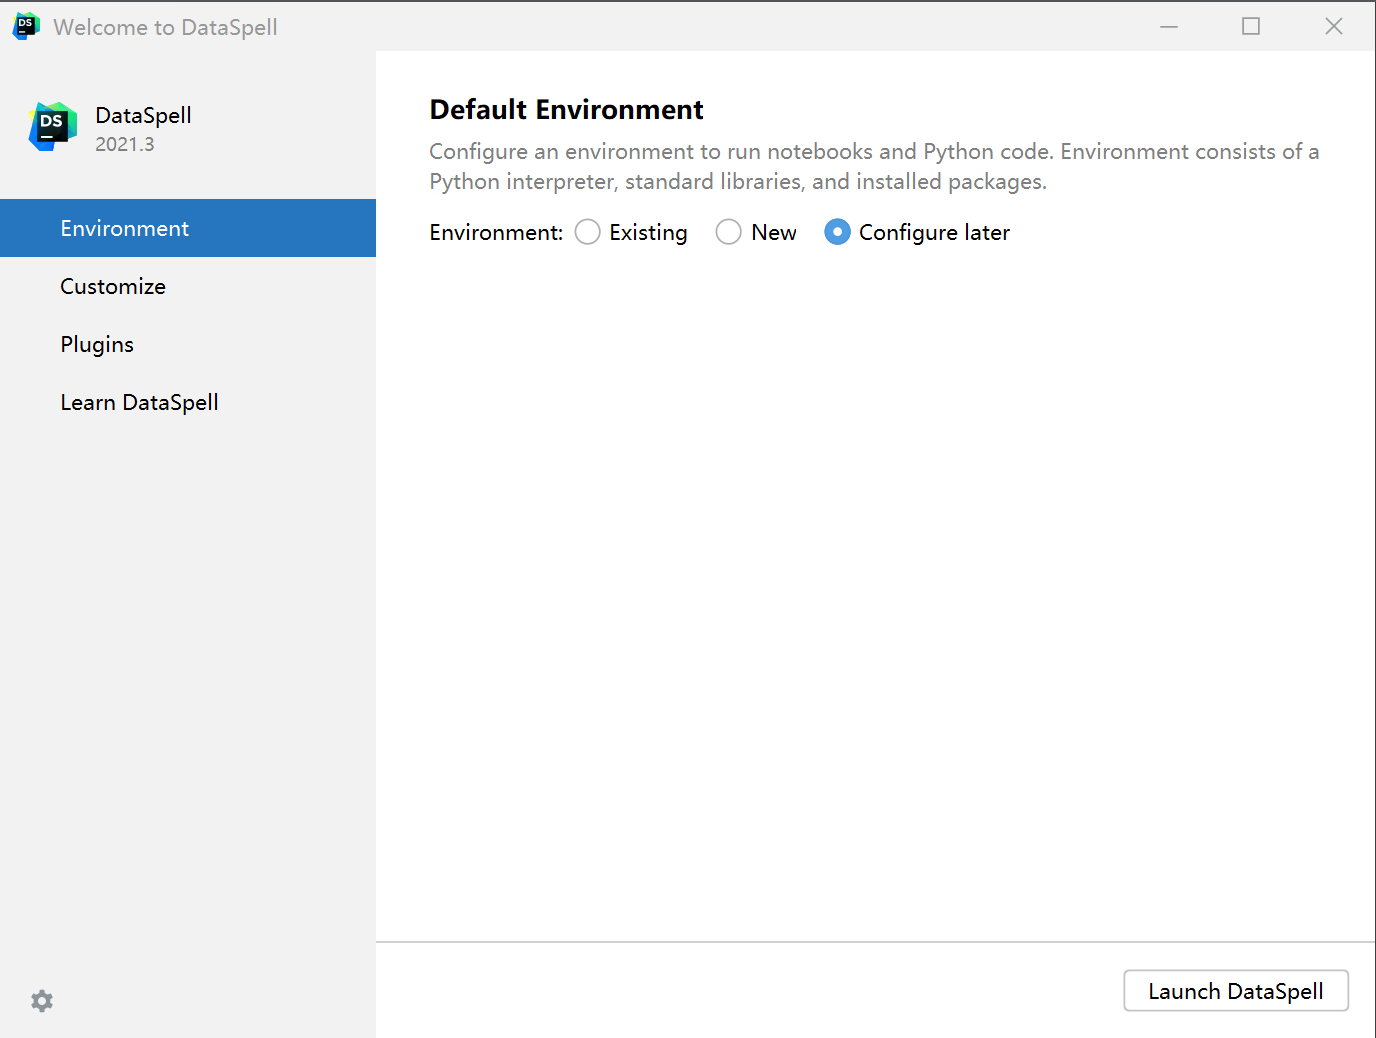 DS Welcome to DataSpell
DS
DataSpell
2021.3
Environment
Customize
Plugins
Learn DataSpell
Default Environment
Configure an environment to run notebooks and Python code. Environment consists of a
Python interpreter, standard libraries, and installed packages.
Environment: Existing New Configure later
Launch DataSpell